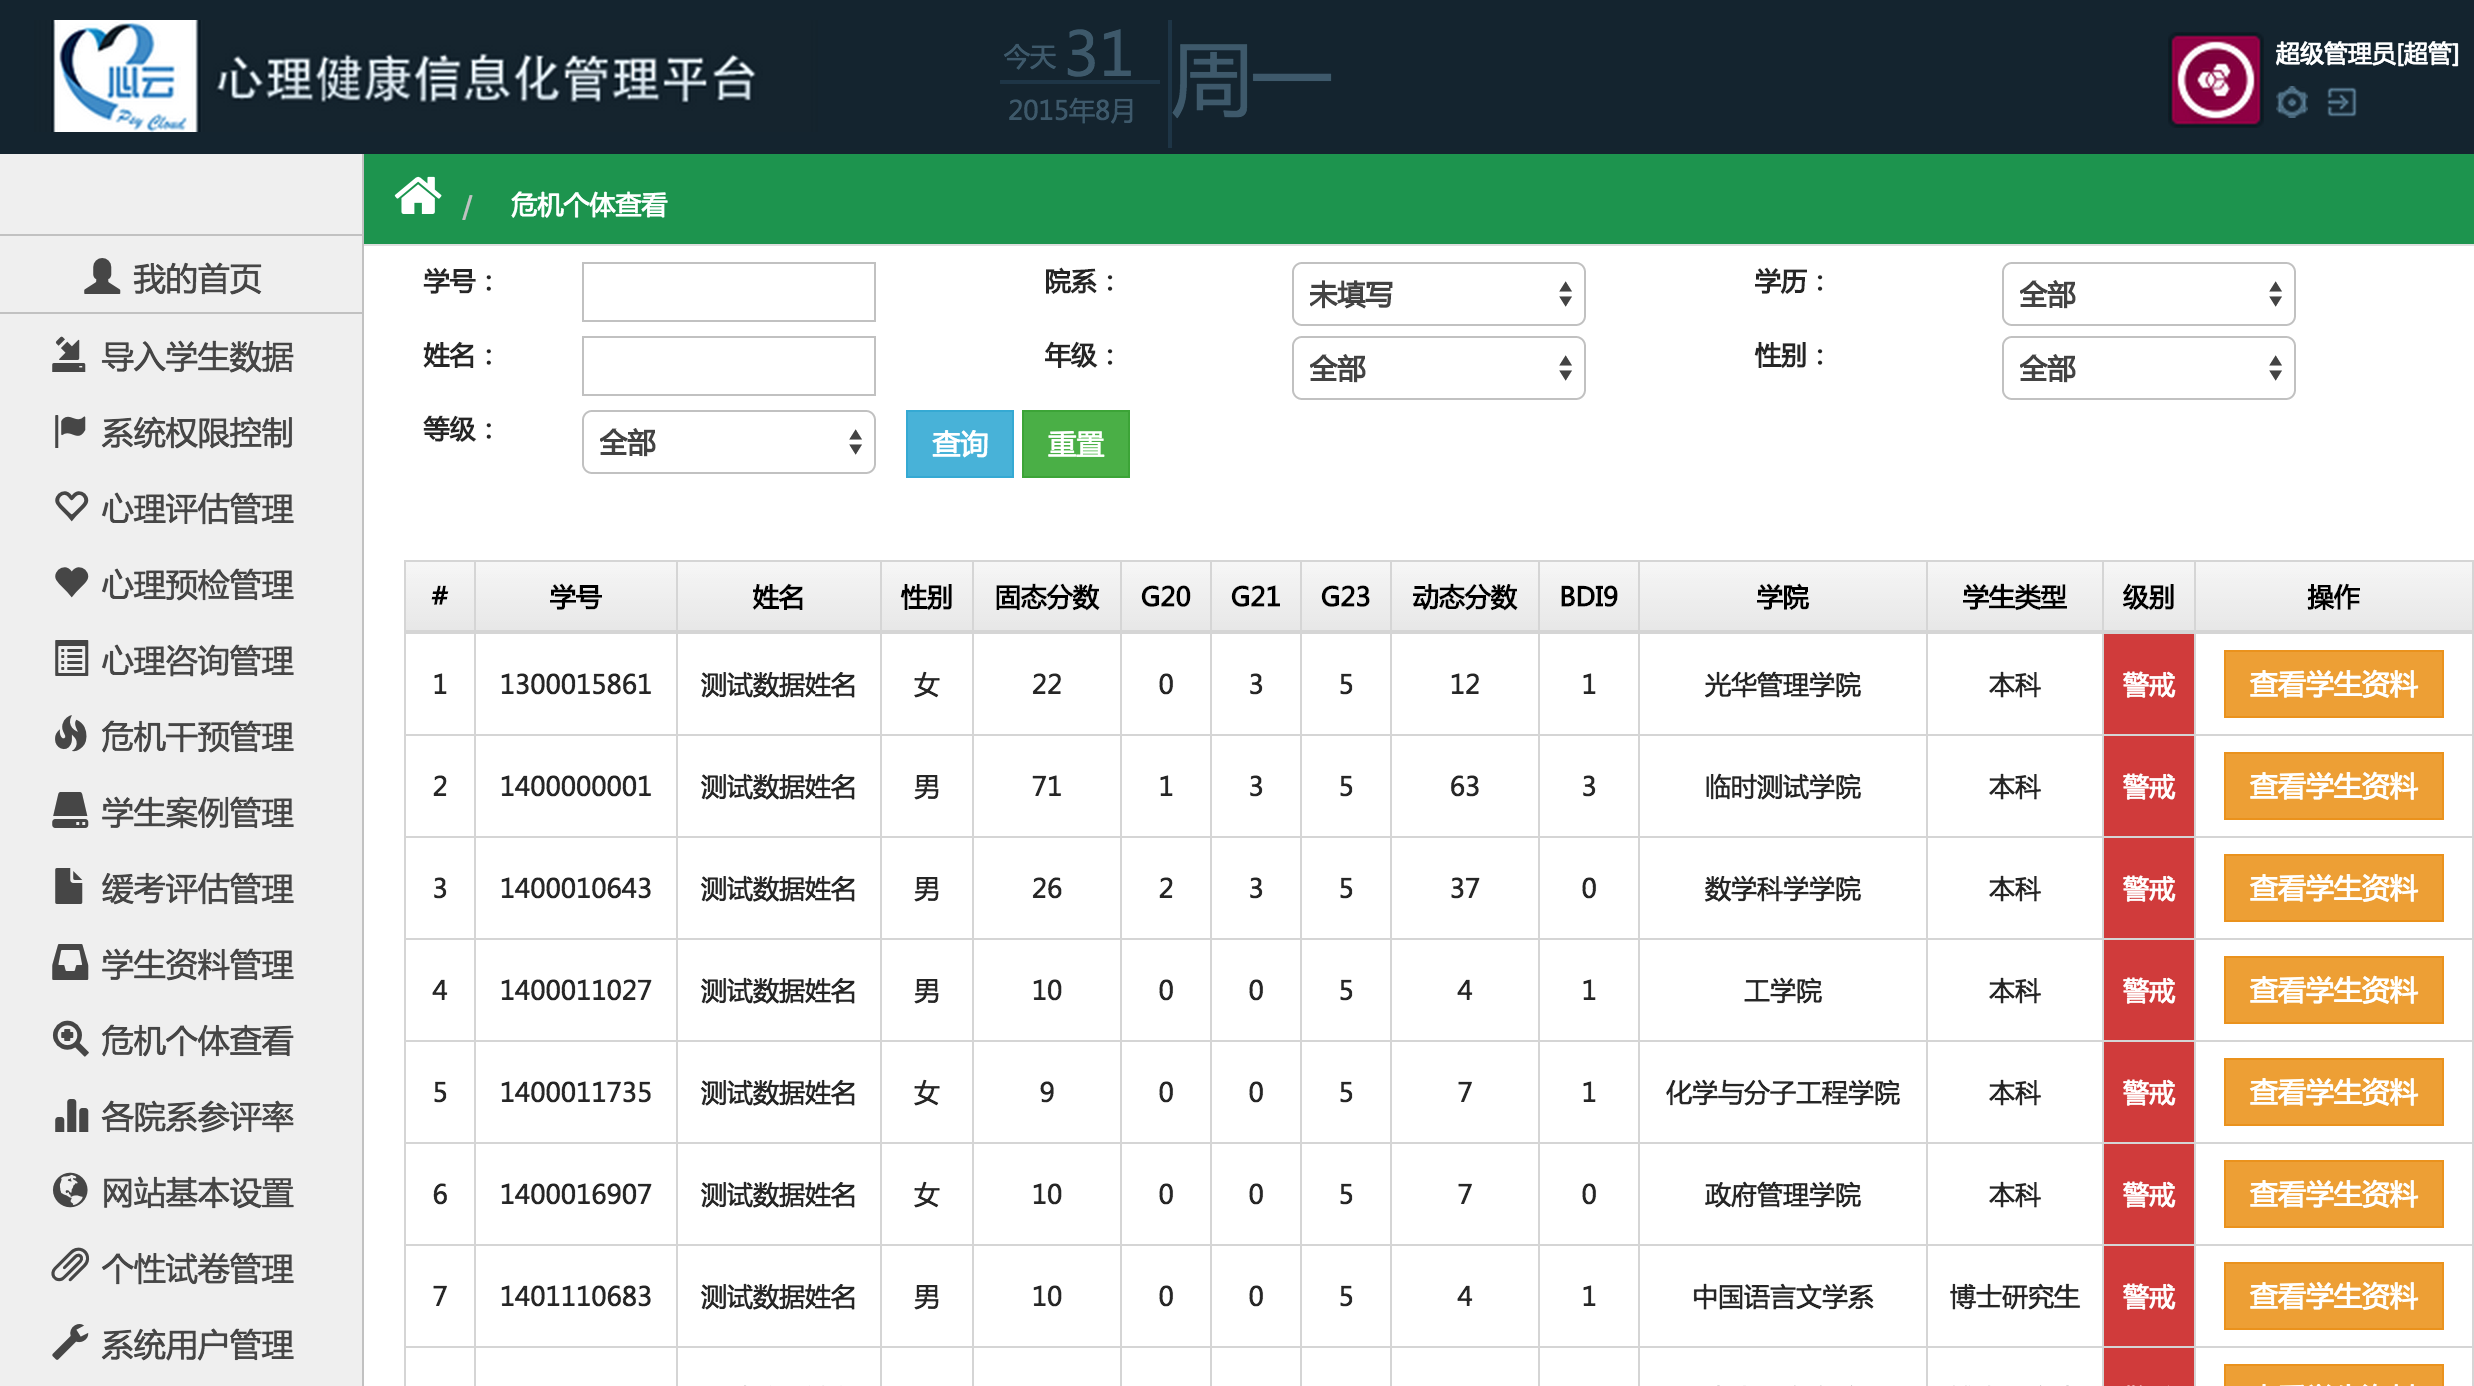 心云
Psy Cloud
心理健康信息化管理平台
今天 31
2015年8月
周一
超级管理员[超管]
/ 危机个体查看
我的首页
导入学生数据
系统权限控制
心理评估管理
心理预检管理
心理咨询管理
危机干预管理
学生案例管理
缓考评估管理
学生资料管理
危机个体查看
各院系参评率
网站基本设置
个性试卷管理
系统用户管理
学号： 院系： 未填写 学历： 全部
姓名： 年级： 全部 性别： 全部
等级： 全部 查询 重置
# 学号 姓名 性别 固态分数 G20 G21 G23 动态分数 BDI9 学院 学生类型 级别 操作
1 1300015861 测试数据姓名 女 22 0 3 5 12 1 光华管理学院 本科 警戒 查看学生资料
2 1400000001 测试数据姓名 男 71 1 3 5 63 3 临时测试学院 本科 警戒 查看学生资料
3 1400010643 测试数据姓名 男 26 2 3 5 37 0 数学科学学院 本科 警戒 查看学生资料
4 1400011027 测试数据姓名 男 10 0 0 5 4 1 工学院 本科 警戒 查看学生资料
5 1400011735 测试数据姓名 女 9 0 0 5 7 1 化学与分子工程学院 本科 警戒 查看学生资料
6 1400016907 测试数据姓名 女 10 0 0 5 7 0 政府管理学院 本科 警戒 查看学生资料
7 1401110683 测试数据姓名 男 10 0 0 5 4 1 中国语言文学系 博士研究生 警戒 查看学生资料